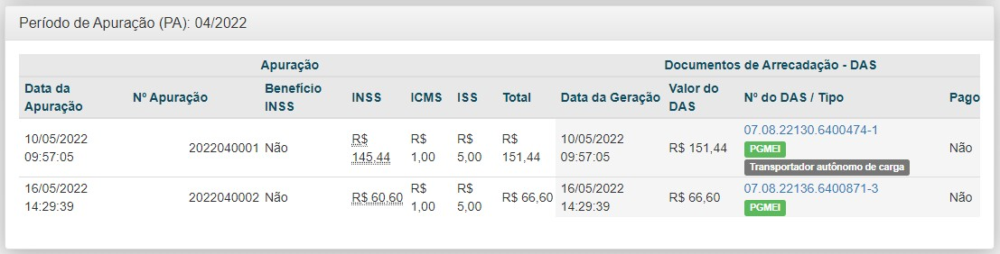 Período de Apuração (PA): 04/2022
Apuração Documentos de Arrecadação - DAS
Data da Apuração Nº Apuração Benefício INSS INSS ICMS ISS Total Data da Geração Valor do DAS Nº do DAS / Tipo Pago
10/05/2022 09:57:05 2022040001 Não R$ 145,44 R$ 1,00 R$ 5,00 R$ 151,44 10/05/2022 09:57:05 R$ 151,44 07.08.22130.6400474-1 PGMEI Transportador autônomo de carga Não
16/05/2022 14:29:39 2022040002 Não R$ 60,60 R$ 1,00 R$ 5,00 R$ 66,60 16/05/2022 14:29:39 R$ 66,60 07.08.22136.6400871-3 PGMEI Não